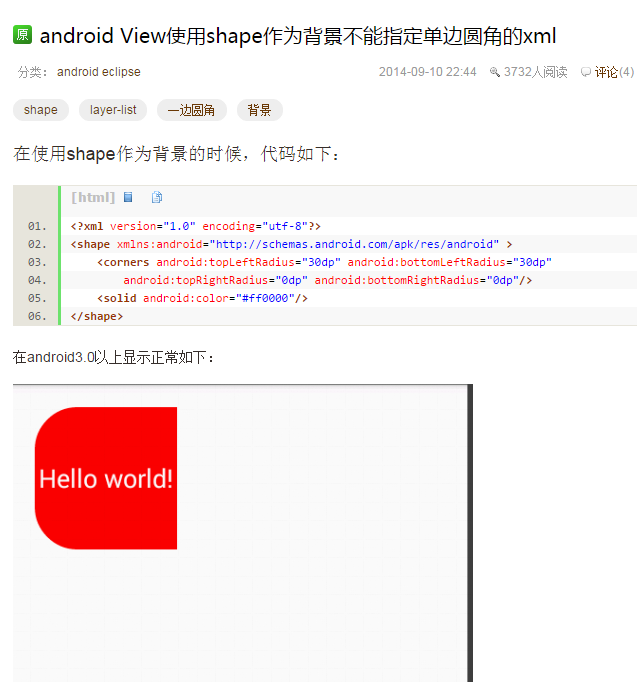 原 android View使用shape作为背景不能指定单边圆角的xml
分类： android eclipse 2014-09-10 22:44 3732人阅读 评论(4)
shape layer-list 一边圆角 背景
在使用shape作为背景的时候，代码如下：
[html]
01. <?xml version="1.0" encoding="utf-8"?>
02. <shape xmlns:android="http://schemas.android.com/apk/res/android" >
03. <corners android:topLeftRadius="30dp" android:bottomLeftRadius="30dp"
04. android:topRightRadius="0dp" android:bottomRightRadius="0dp"/>
05. <solid android:color="#ff0000"/>
06. </shape>
在android3.0以上显示正常如下：
Hello world!